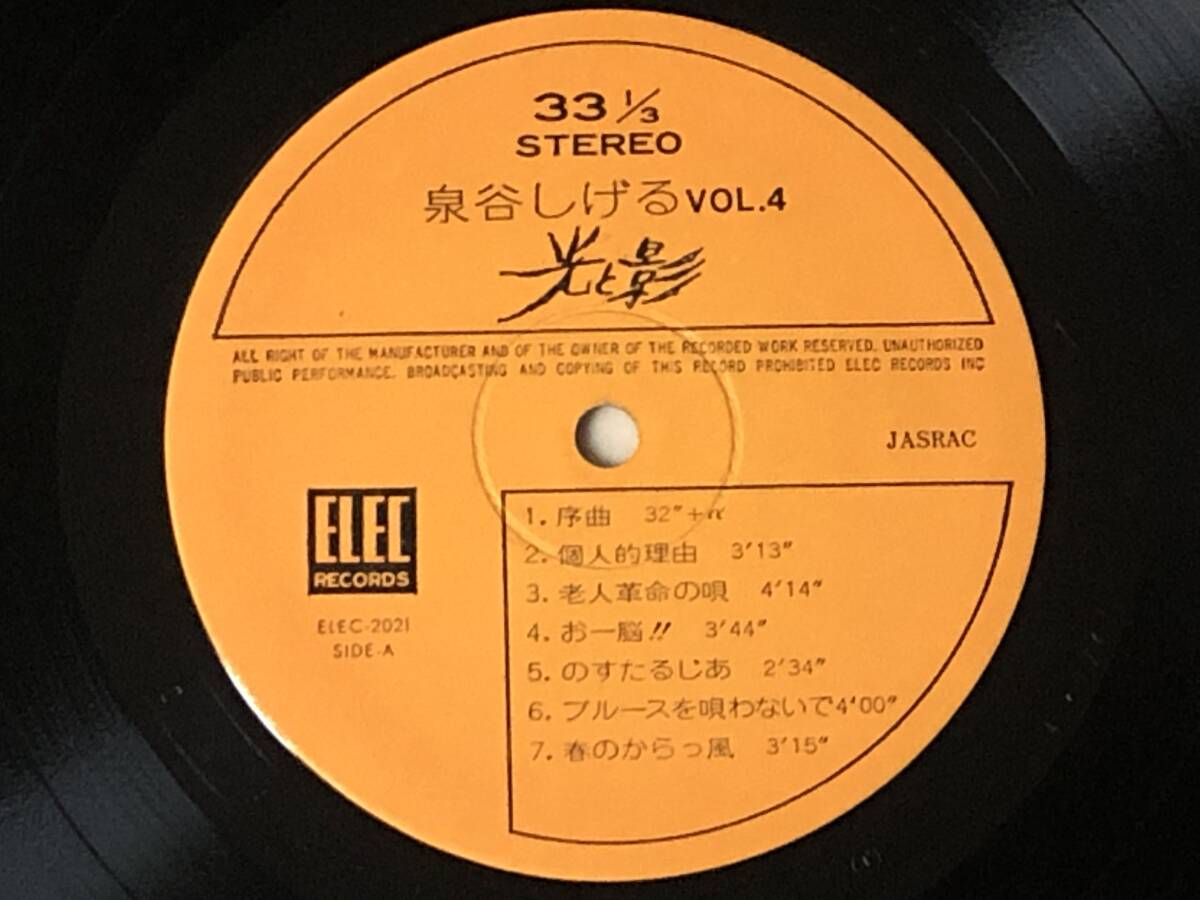 33 1/3
STEREO
泉谷しげるVOL.4
光と影
ALL RIGHT OF THE MANUFACTURER AND OF THE OWNER OF THE RECORDED WORK RESERVED. UNAUTHORIZED
PUBLIC PERFORMANCE. BROADCASTING AND COPYING OF THIS RECORD PROHIBITED ELEC RECORDS INC
JASRAC
ELEC
RECORDS
ELEC-2021
SIDE-A
1. 序曲 32″+α
2. 個人的理由 3′13″
3. 老人革命の唄 4′14″
4. お一脳!! 3′44″
5. のすたるじあ 2′34″
6. ブルースを唄わないで4′00″
7. 春のからっ風 3′15″